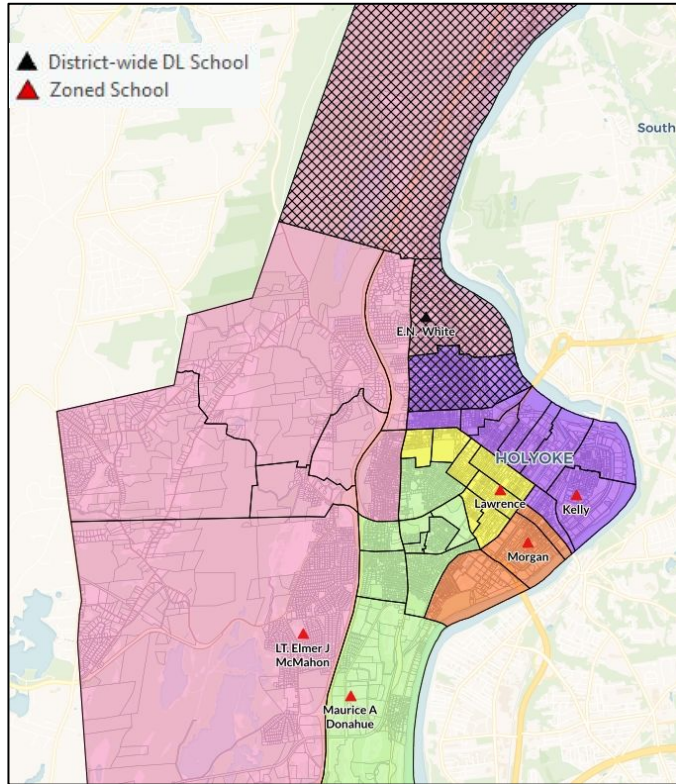 District-wide DL School
Zoned School
South
E.N. White
HOLYOKE
Lawrence
Kelly
Morgan
LT. Elmer J
McMahon
Maurice A
Donahue